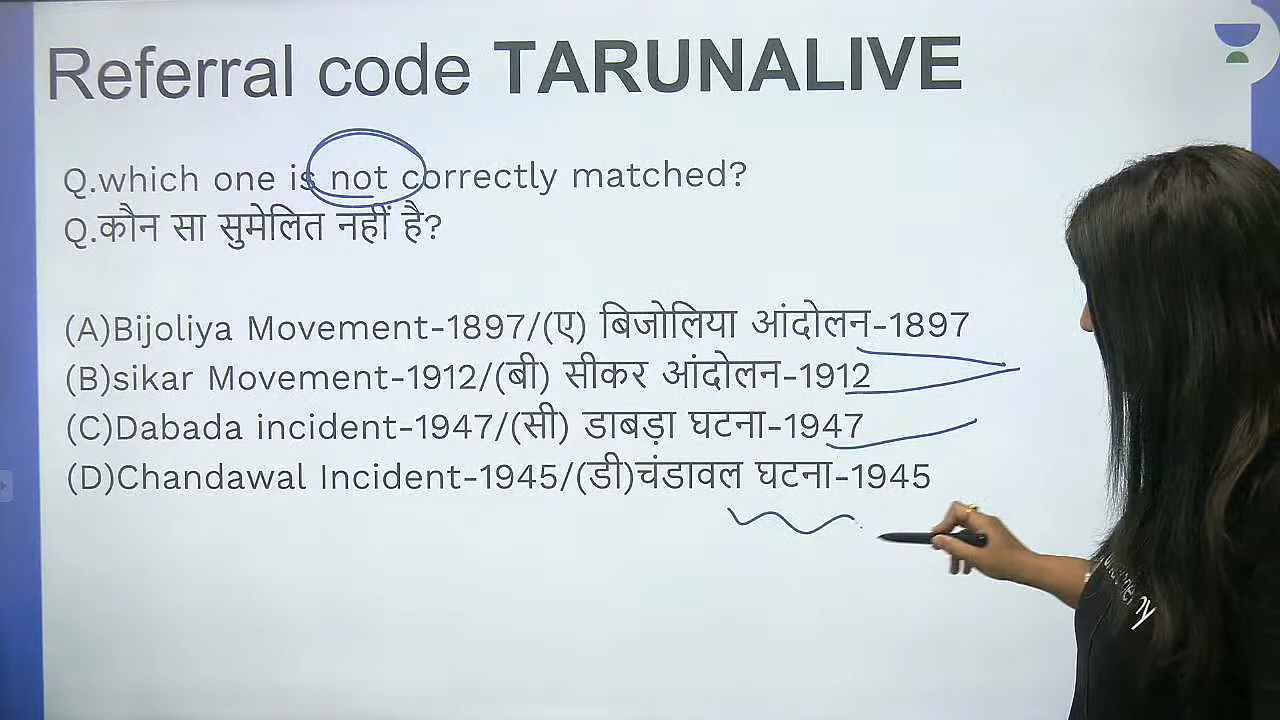 Referral code TARUNALIVE
Q.which one is not correctly matched?
Q.कौन सा सुमेलित नहीं है?
(A)Bijoliya Movement-1897/(ए) बिजोलिया आंदोलन-1897
(B)sikar Movement-1912/(बी) सीकर आंदोलन-1912
(C)Dabada incident-1947/(सी) डाबड़ा घटना-1947
(D)Chandawal Incident-1945/(डी)चंडावल घटना-1945